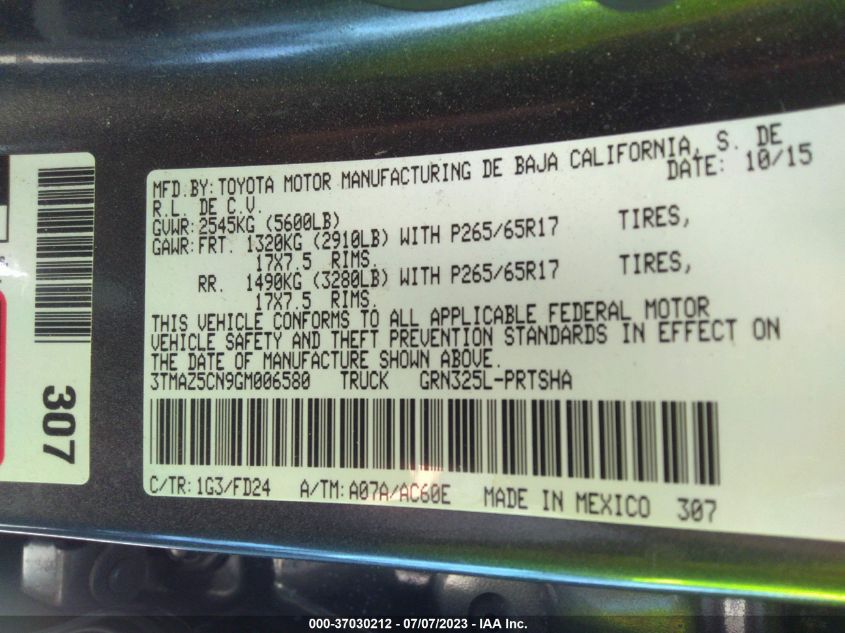 MFD.BY: TOYOTA MOTOR MANUFACTURING DE BAJA CALIFORNIA, S. DE
R.L. DE C.V. DATE: 10/15
GVWR: 2545KG (5600LB)
GAWR: FRT. 1320KG (2910LB) WITH P265/65R17 TIRES,
17X7.5 RIMS.
RR. 1490KG (3280LB) WITH P265/65R17 TIRES,
17X7.5 RIMS.
THIS VEHICLE CONFORMS TO ALL APPLICABLE FEDERAL MOTOR
VEHICLE SAFETY AND THEFT PREVENTION STANDARDS IN EFFECT ON
THE DATE OF MANUFACTURE SHOWN ABOVE.
3TMAZ5CN9GM006580 TRUCK GRN325L-PRTSHA
C/TR: 1G3/FD24 A/TM: A07A/AC60E MADE IN MEXICO 307
307
000-37030212 - 07/07/2023 - IAA Inc.